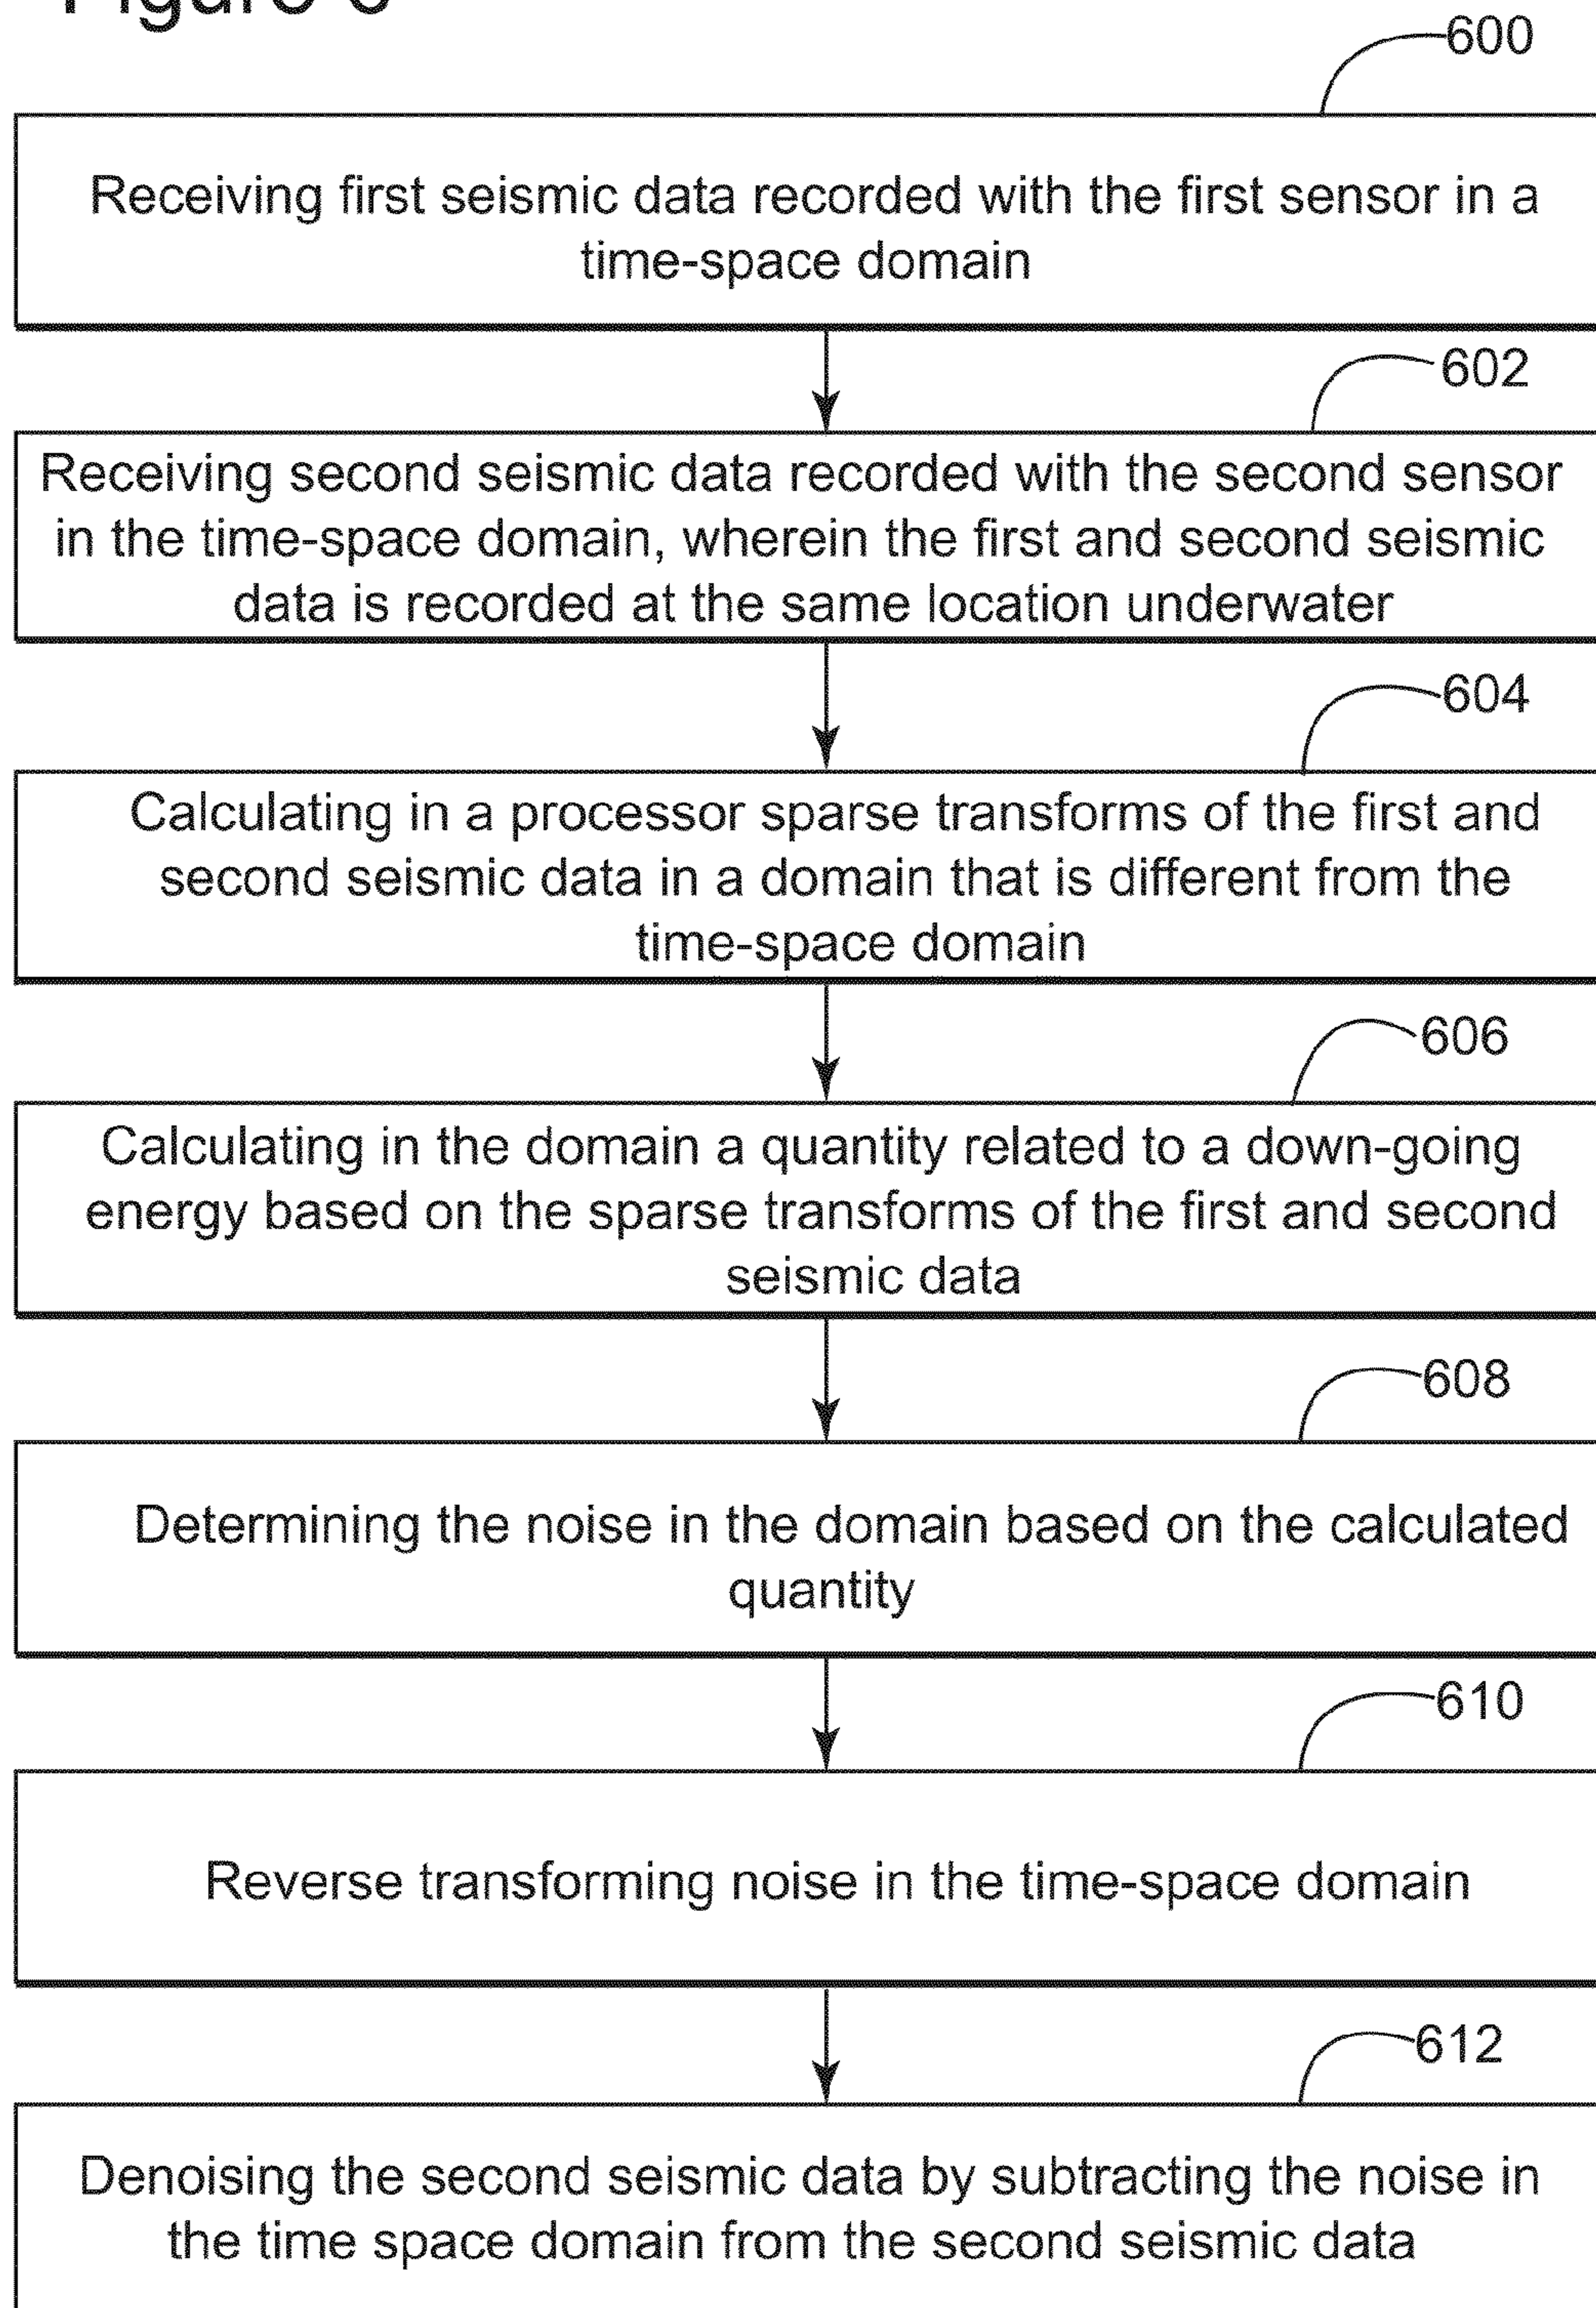 600
Receiving first seismic data recorded with the first sensor in a
time-space domain
602
Receiving second seismic data recorded with the second sensor
in the time-space domain, wherein the first and second seismic
data is recorded at the same location underwater
604
Calculating in a processor sparse transforms of the first and
second seismic data in a domain that is different from the
time-space domain
606
Calculating in the domain a quantity related to a down-going
energy based on the sparse transforms of the first and second
seismic data
608
Determining the noise in the domain based on the calculated
quantity
610
Reverse transforming noise in the time-space domain
612
Denoising the second seismic data by subtracting the noise in
the time space domain from the second seismic data